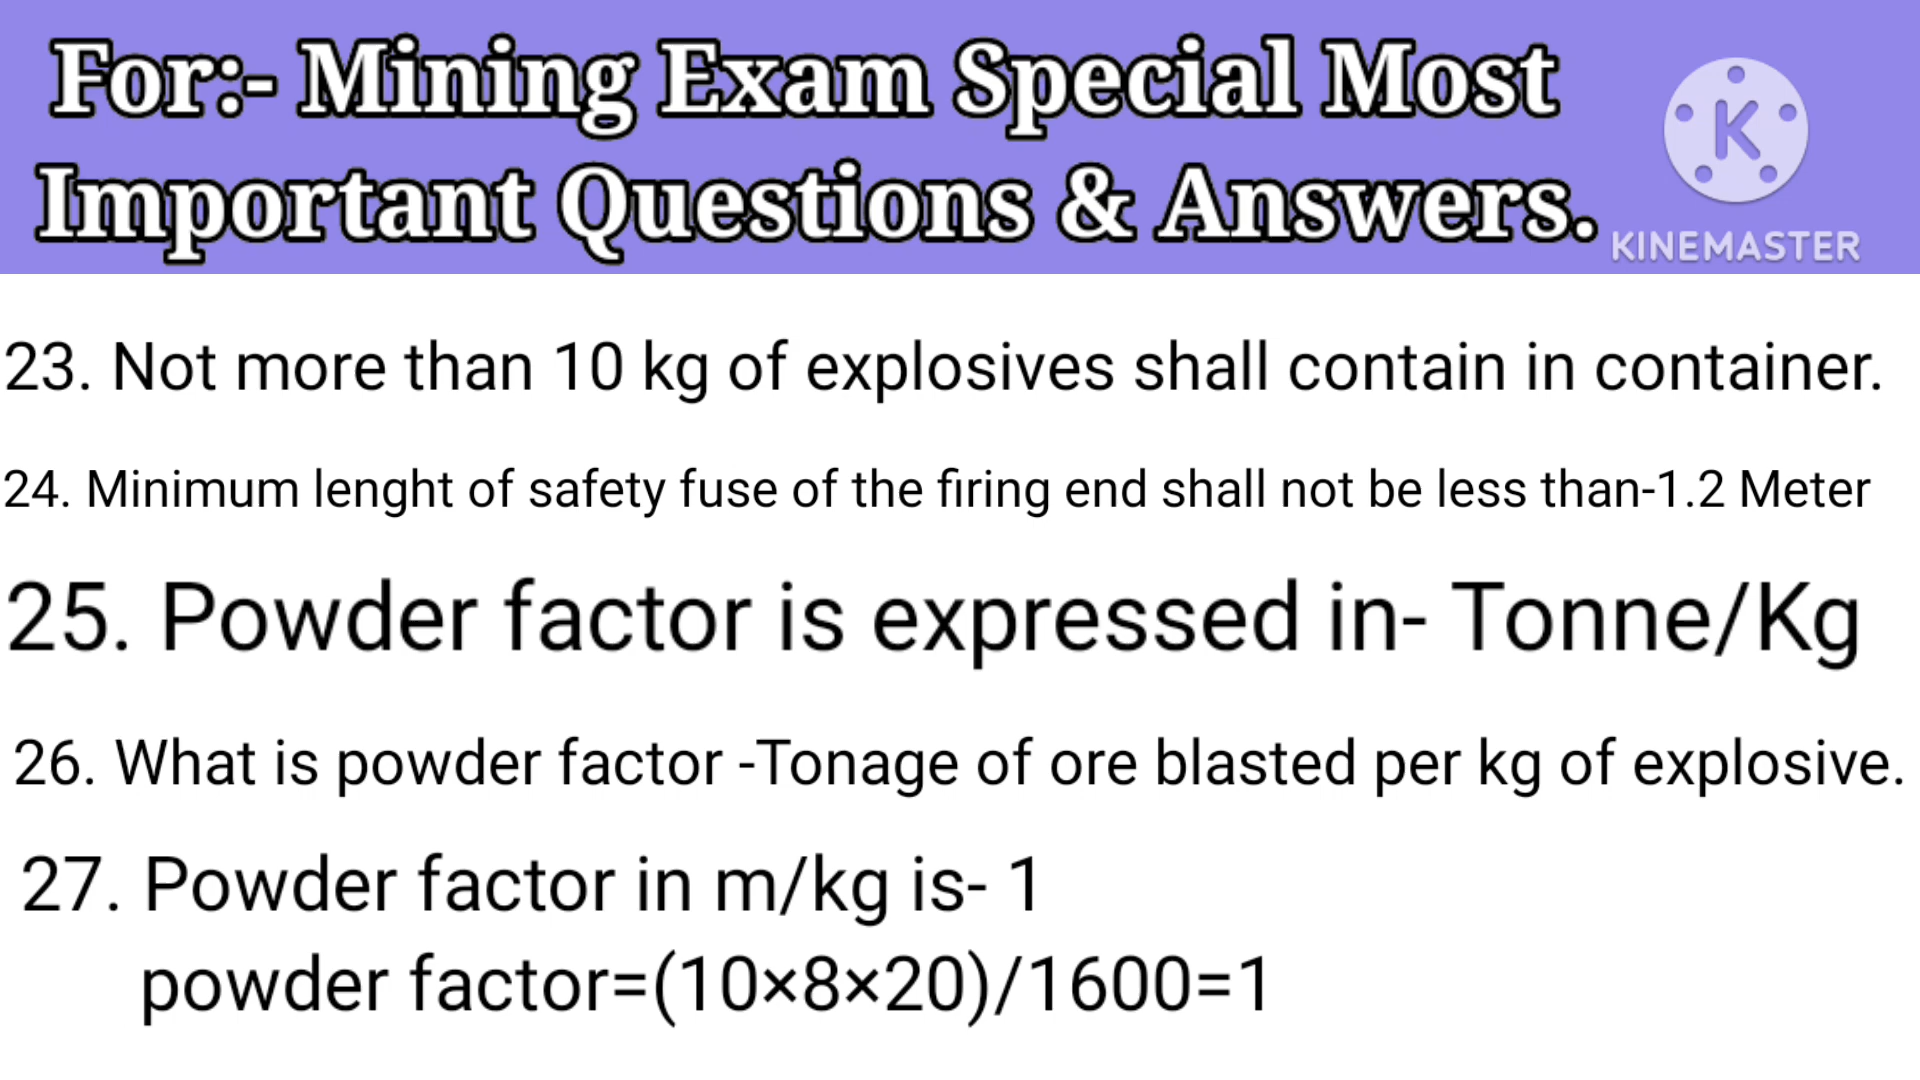 For:- Mining Exam Special Most
Important Questions & Answers.
K
KINEMASTER
23. Not more than 10 kg of explosives shall contain in container.
24. Minimum lenght of safety fuse of the firing end shall not be less than-1.2 Meter
25. Powder factor is expressed in- Tonne/Kg
26. What is powder factor -Tonage of ore blasted per kg of explosive.
27. Powder factor in m/kg is- 1
powder factor=(10×8×20)/1600=1